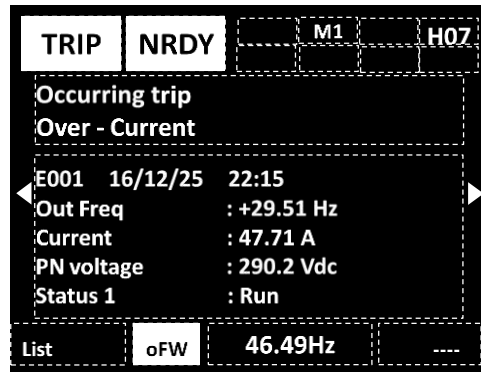 TRIP NRDY M1 H07
Occurring trip
Over - Current
E001 16/12/25 22:15
Out Freq : +29.51 Hz
Current : 47.71 A
PN voltage : 290.2 Vdc
Status 1 : Run
List oFW 46.49Hz ----